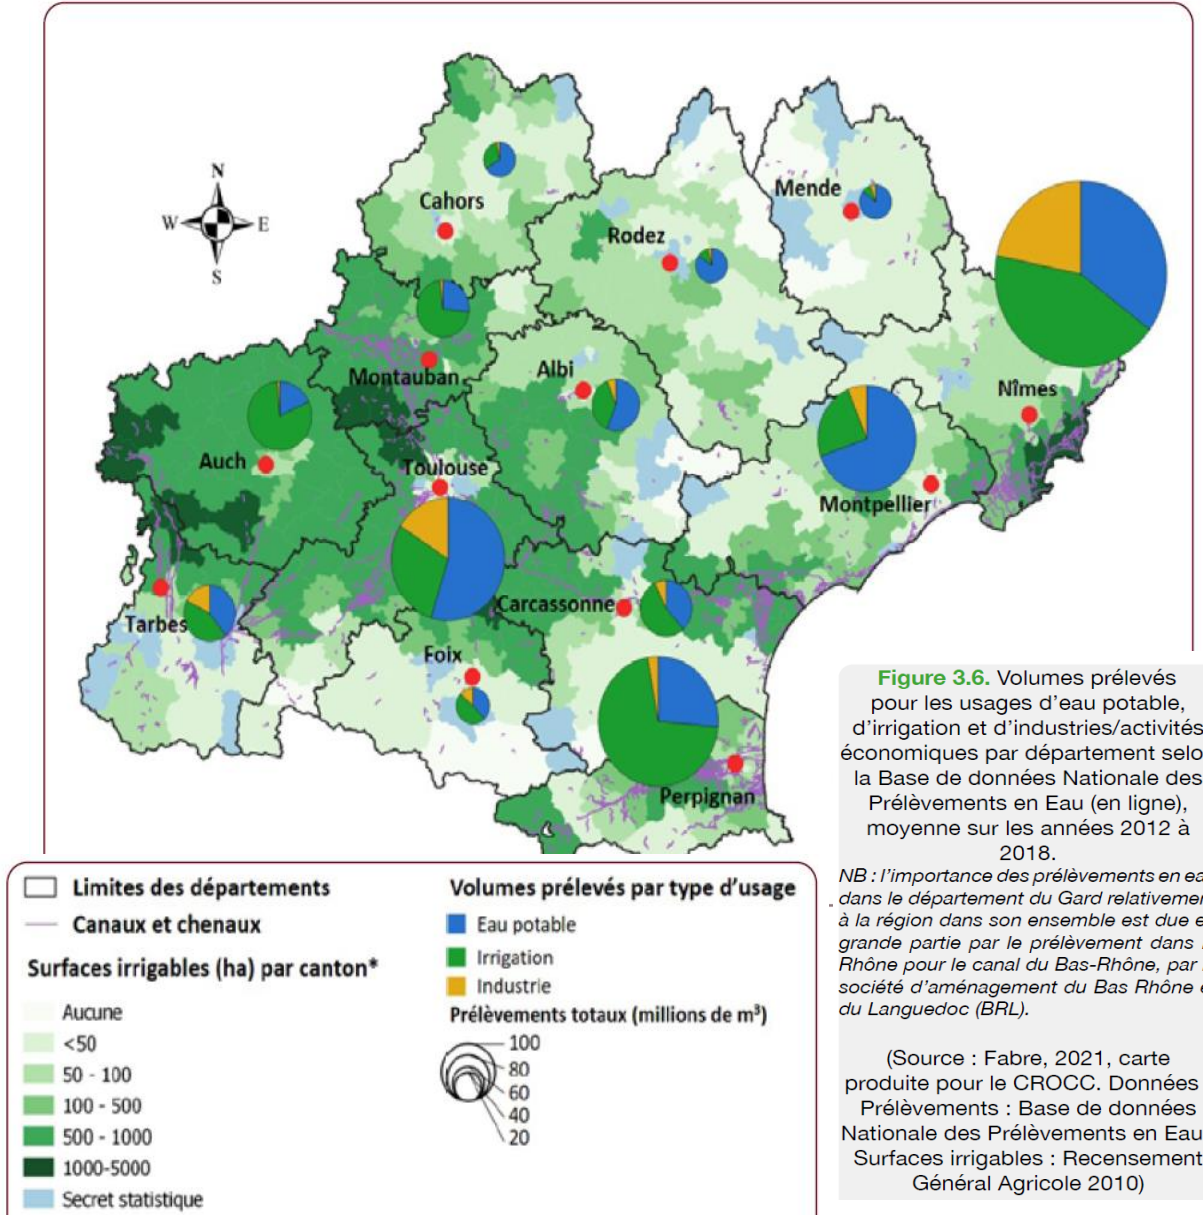 N
W
E
S
Cahors
Mende
Rodez
Nîmes
Montauban
Albi
Auch
Toulouse
Montpellier
Carcassonne
Tarbes
Foix
Perpignan
Figure 3.6. Volumes prélevés
pour les usages d'eau potable,
d'irrigation et d'industries/activités
économiques par département selo
la Base de données Nationale des
Prélèvements en Eau (en ligne),
moyenne sur les années 2012 à
2018.
NB : l'importance des prélèvements en ea
dans le département du Gard relativemen
à la région dans son ensemble est due e
grande partie par le prélèvement dans
Rhône pour le canal du Bas-Rhône, par
société d'aménagement du Bas Rhône e
du Languedoc (BRL).
(Source : Fabre, 2021, carte
produite pour le CROCC. Données
Prélèvements : Base de données
Nationale des Prélèvements en Eau
Surfaces irrigables : Recensement
Général Agricole 2010)
Limites des départements
Canaux et chenaux
Surfaces irrigables (ha) par canton*
Aucune
<50
50 - 100
100 - 500
500 - 1000
1000-5000
Secret statistique
Volumes prélevés par type d'usage
Eau potable
Irrigation
Industrie
Prélèvements totaux (millions de m³)
100
80
60
40
20